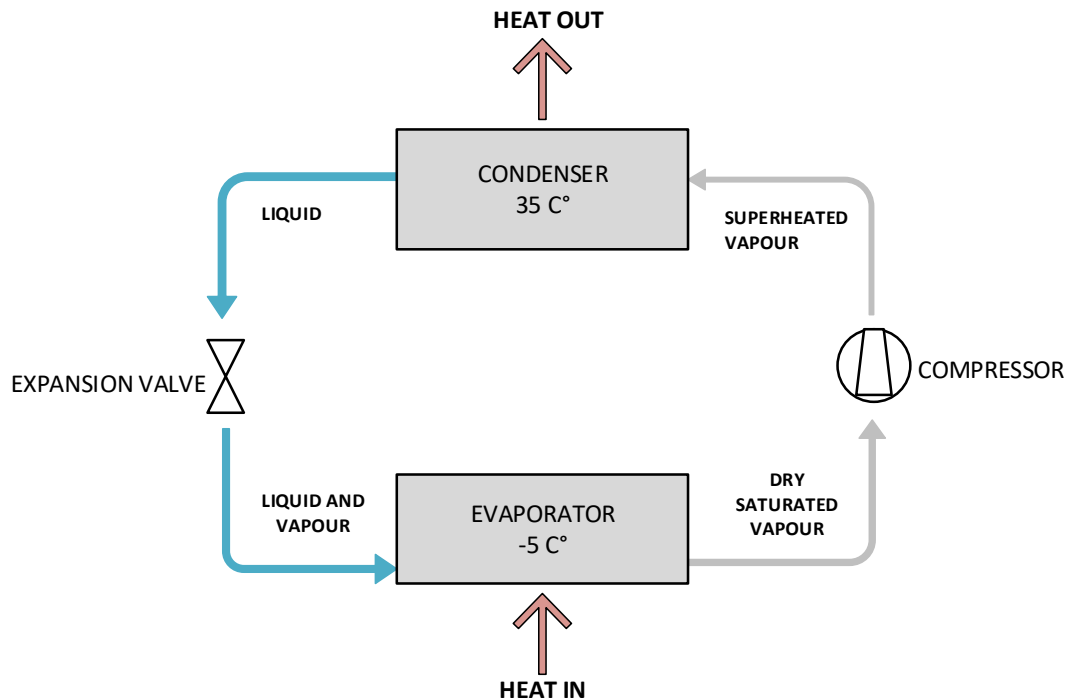 HEAT OUT
CONDENSER
35 C°
LIQUID
SUPERHEATED
VAPOUR
EXPANSION VALVE
COMPRESSOR
LIQUID AND
VAPOUR
EVAPORATOR
-5 C°
DRY
SATURATED
VAPOUR
HEAT IN